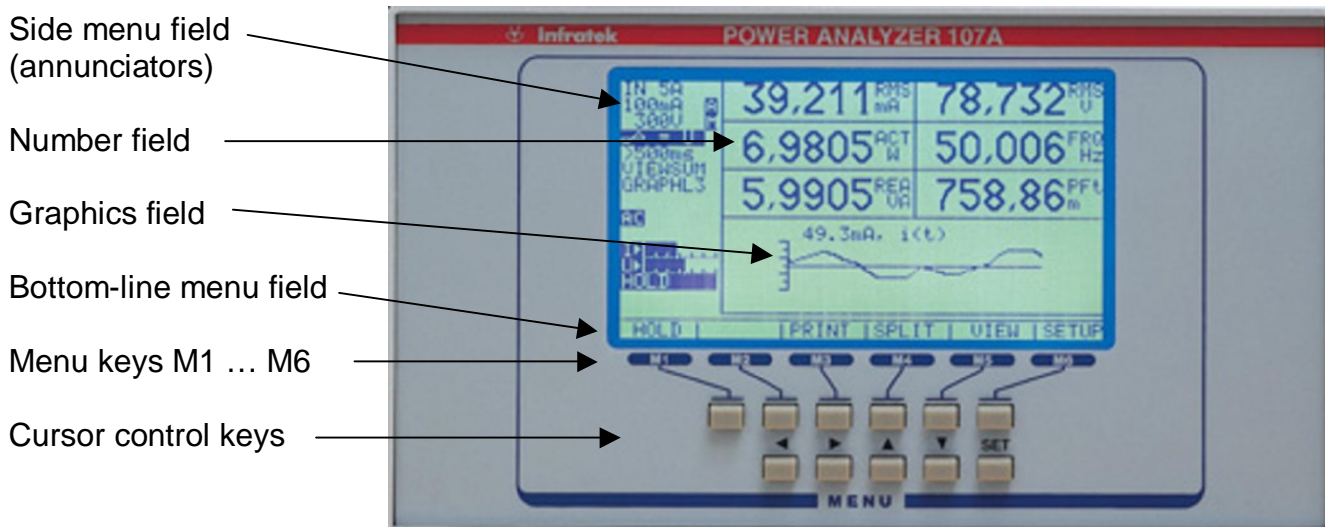 Side menu field
(annunciators)
Number field
Graphics field
Bottom-line menu field
Menu keys M1 … M6
Cursor control keys
Infratek POWER ANALYZER 107A
IN 5A
100mA
300V
>500ms
VIEWSUM
GRAPHL3
AC
HOLD
39,211 RMS mA 78,732 RMS V
6,9805 ACT W 50,006 FRQ Hz
5,9905 REA VA 758,86 PFt m
49.3mA, i(t)
HOLD | | PRINT | SPLIT | VIEW | SETUP
M1 M2 M3 M4 M5 M6
SET
MENU